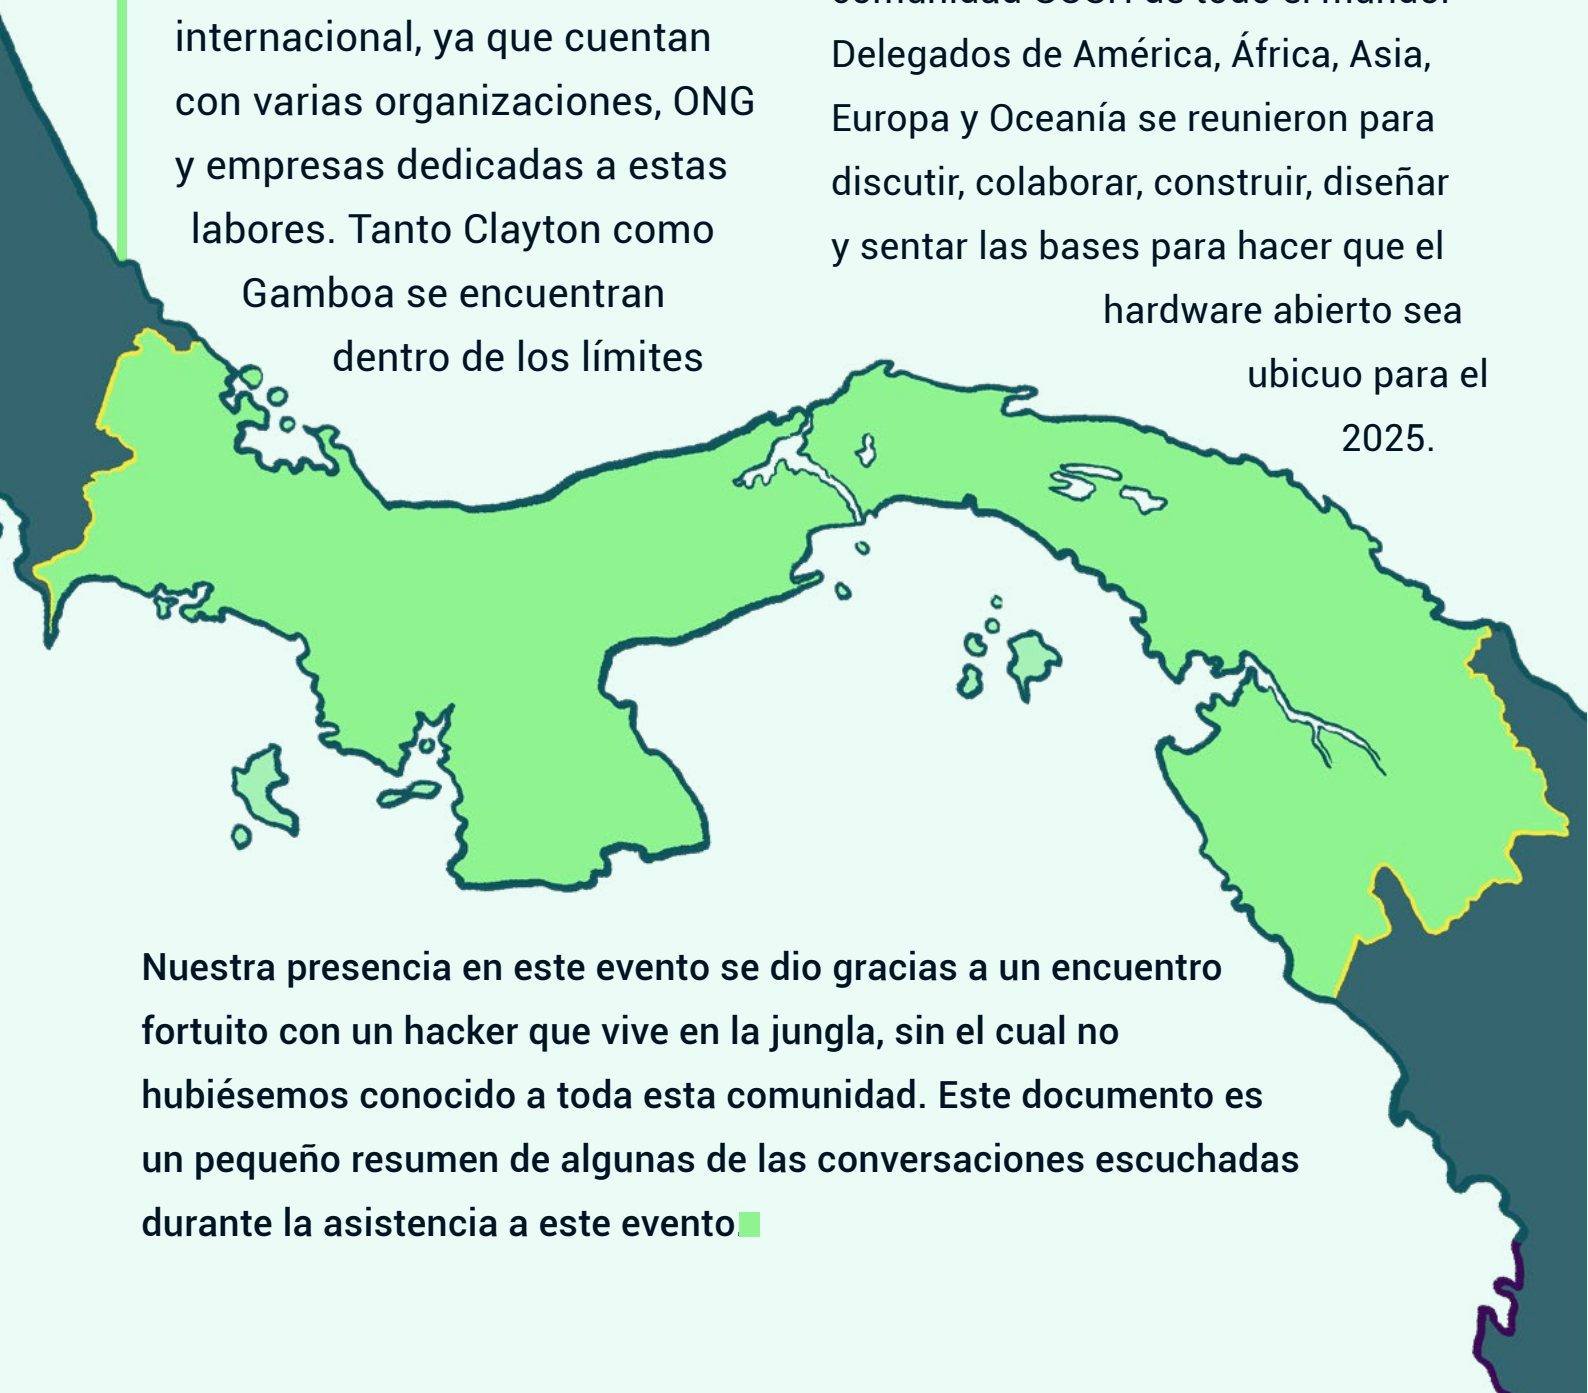 internacional, ya que cuentan
con varias organizaciones, ONG
y empresas dedicadas a estas
labores. Tanto Clayton como
Gamboa se encuentran
dentro de los límites
Delegados de América, África, Asia,
Europa y Oceanía se reunieron para
discutir, colaborar, construir, diseñar
y sentar las bases para hacer que el
hardware abierto sea
ubicuo para el
2025.
Nuestra presencia en este evento se dio gracias a un encuentro
fortuito con un hacker que vive en la jungla, sin el cual no
hubiésemos conocido a toda esta comunidad. Este documento es
un pequeño resumen de algunas de las conversaciones escuchadas
durante la asistencia a este evento.